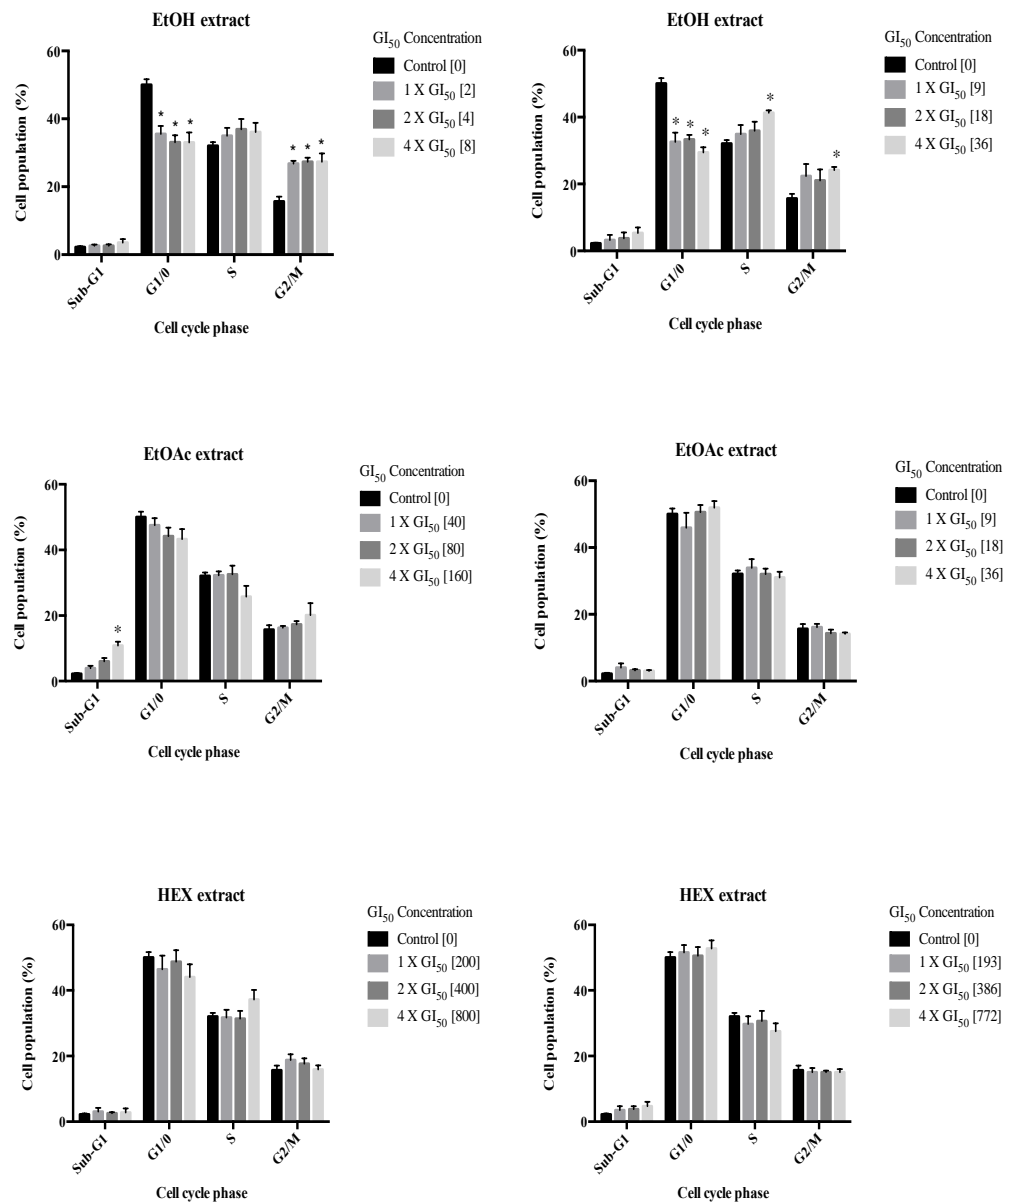 EtOH extract
GI50 Concentration
Control [0]
1 X GI50 [2]
2 X GI50 [4]
4 X GI50 [8]
Cell population (%)
60
40
20
0
* * *
* * *
Sub-G1
G1/0
S
G2/M
Cell cycle phase
EtOH extract
GI50 Concentration
Control [0]
1 X GI50 [9]
2 X GI50 [18]
4 X GI50 [36]
Cell population (%)
60
40
20
0
* * *
*
*
Sub-G1
G1/0
S
G2/M
Cell cycle phase
EtOAc extract
GI50 Concentration
Control [0]
1 X GI50 [40]
2 X GI50 [80]
4 X GI50 [160]
Cell population (%)
60
40
20
0
*
Sub-G1
G1/0
S
G2/M
Cell cycle phase
EtOAc extract
GI50 Concentration
Control [0]
1 X GI50 [9]
2 X GI50 [18]
4 X GI50 [36]
Cell population (%)
60
40
20
0
Sub-G1
G1/0
S
G2/M
Cell cycle phase
HEX extract
GI50 Concentration
Control [0]
1 X GI50 [200]
2 X GI50 [400]
4 X GI50 [800]
Cell population (%)
60
40
20
0
Sub-G1
G1/0
S
G2/M
Cell cycle phase
HEX extract
GI50 Concentration
Control [0]
1 X GI50 [193]
2 X GI50 [386]
4 X GI50 [772]
Cell population (%)
60
40
20
0
Sub-G1
G1/0
S
G2/M
Cell cycle phase